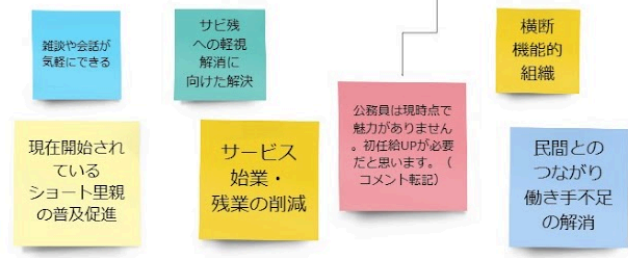 雑談や会話が
気軽にできる
サビ残
への軽視
解消に
向けた解決
横断
機能的
組織
公務員は現時点で
魅力がありません
。初任給UPが必要
だと思います。（
コメント転記）
現在開始され
ている
ショート里親
の普及促進
サービス
始業・
残業の削減
民間との
つながり
働き手不足
の解消